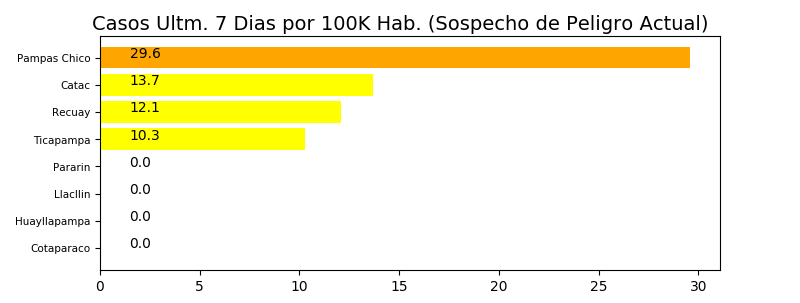 Casos Ultm. 7 Dias por 100K Hab. (Sospecho de Peligro Actual)
Pampas Chico 29.6
Catac 13.7
Recuay 12.1
Ticapampa 10.3
Pararin 0.0
Llacllin 0.0
Huayllapampa 0.0
Cotaparaco 0.0
0 5 10 15 20 25 30